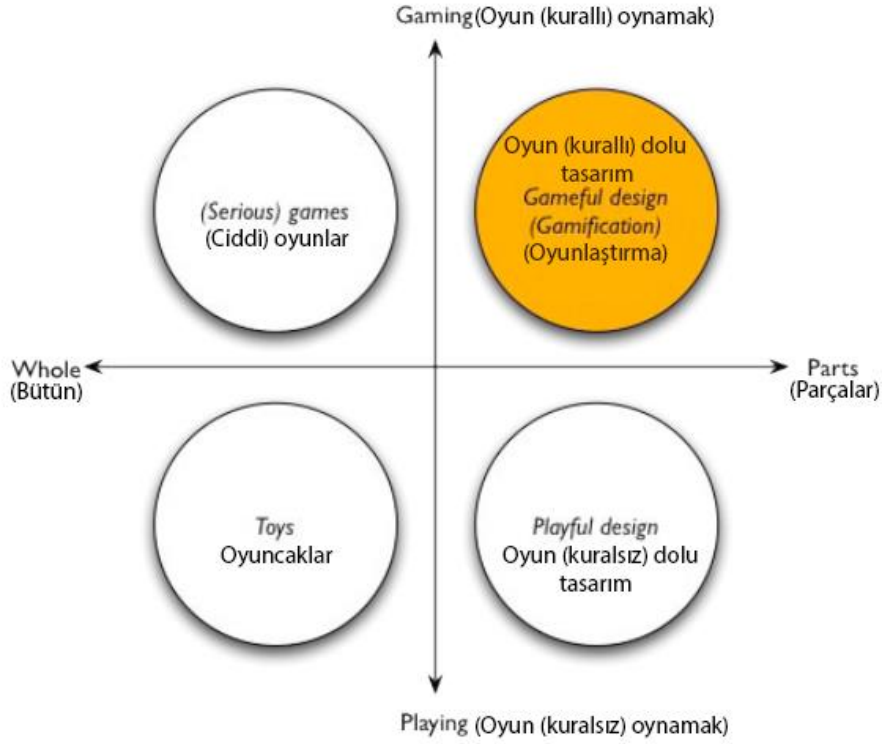 Gaming(Oyun (kurallı) oynamak)
(Serious) games
(Ciddi) oyunlar
Oyun (kurallı) dolu
tasarım
Gameful design
(Gamification)
(Oyunlaştırma)
Whole
(Bütün)
Parts
(Parçalar)
Toys
Oyuncaklar
Playful design
Oyun (kuralsız) dolu
tasarım
Playing (Oyun (kuralsız) oynamak)